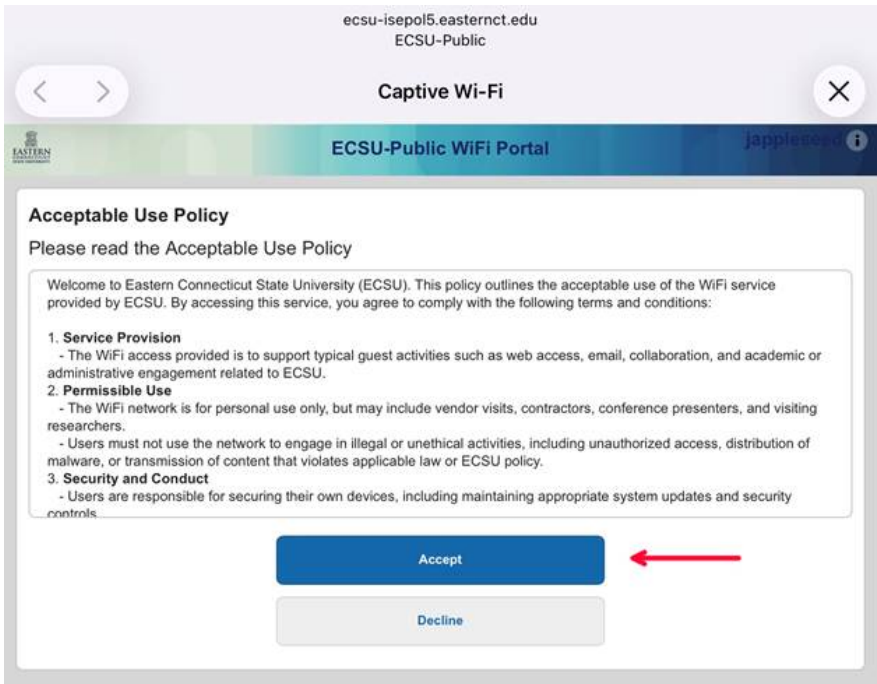 ecsu-isepol5.easternct.edu
ECSU-Public
Captive Wi-Fi
EASTERN
ECSU-Public WiFi Portal
jappleseed
Acceptable Use Policy
Please read the Acceptable Use Policy
Welcome to Eastern Connecticut State University (ECSU). This policy outlines the acceptable use of the WiFi service
provided by ECSU. By accessing this service, you agree to comply with the following terms and conditions:
1. Service Provision
- The WiFi access provided is to support typical guest activities such as web access, email, collaboration, and academic or
administrative engagement related to ECSU.
2. Permissible Use
- The WiFi network is for personal use only, but may include vendor visits, contractors, conference presenters, and visiting
researchers.
- Users must not use the network to engage in illegal or unethical activities, including unauthorized access, distribution of
malware, or transmission of content that violates applicable law or ECSU policy.
3. Security and Conduct
- Users are responsible for securing their own devices, including maintaining appropriate system updates and security
controls
Accept
Decline